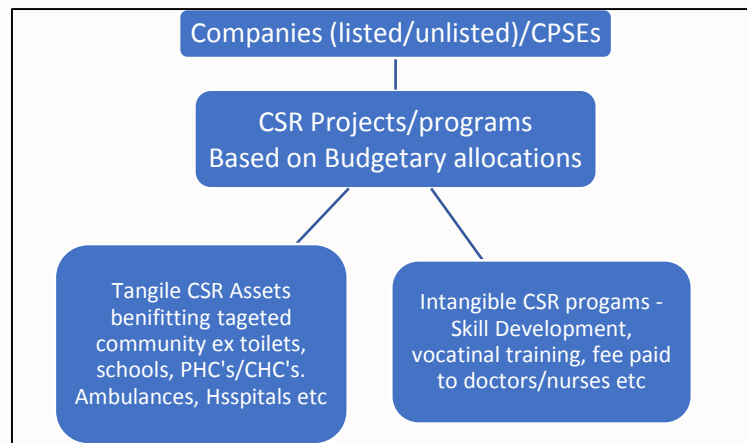 Companies (listed/unlisted)/CPSEs
CSR Projects/programs
Based on Budgetary allocations
Tangile CSR Assets
benifitting tageted
community ex toilets,
schools, PHC's/CHC's.
Ambulances, Hsspitals etc
Intangible CSR progams -
Skill Development,
vocatinal training, fee paid
to doctors/nurses etc